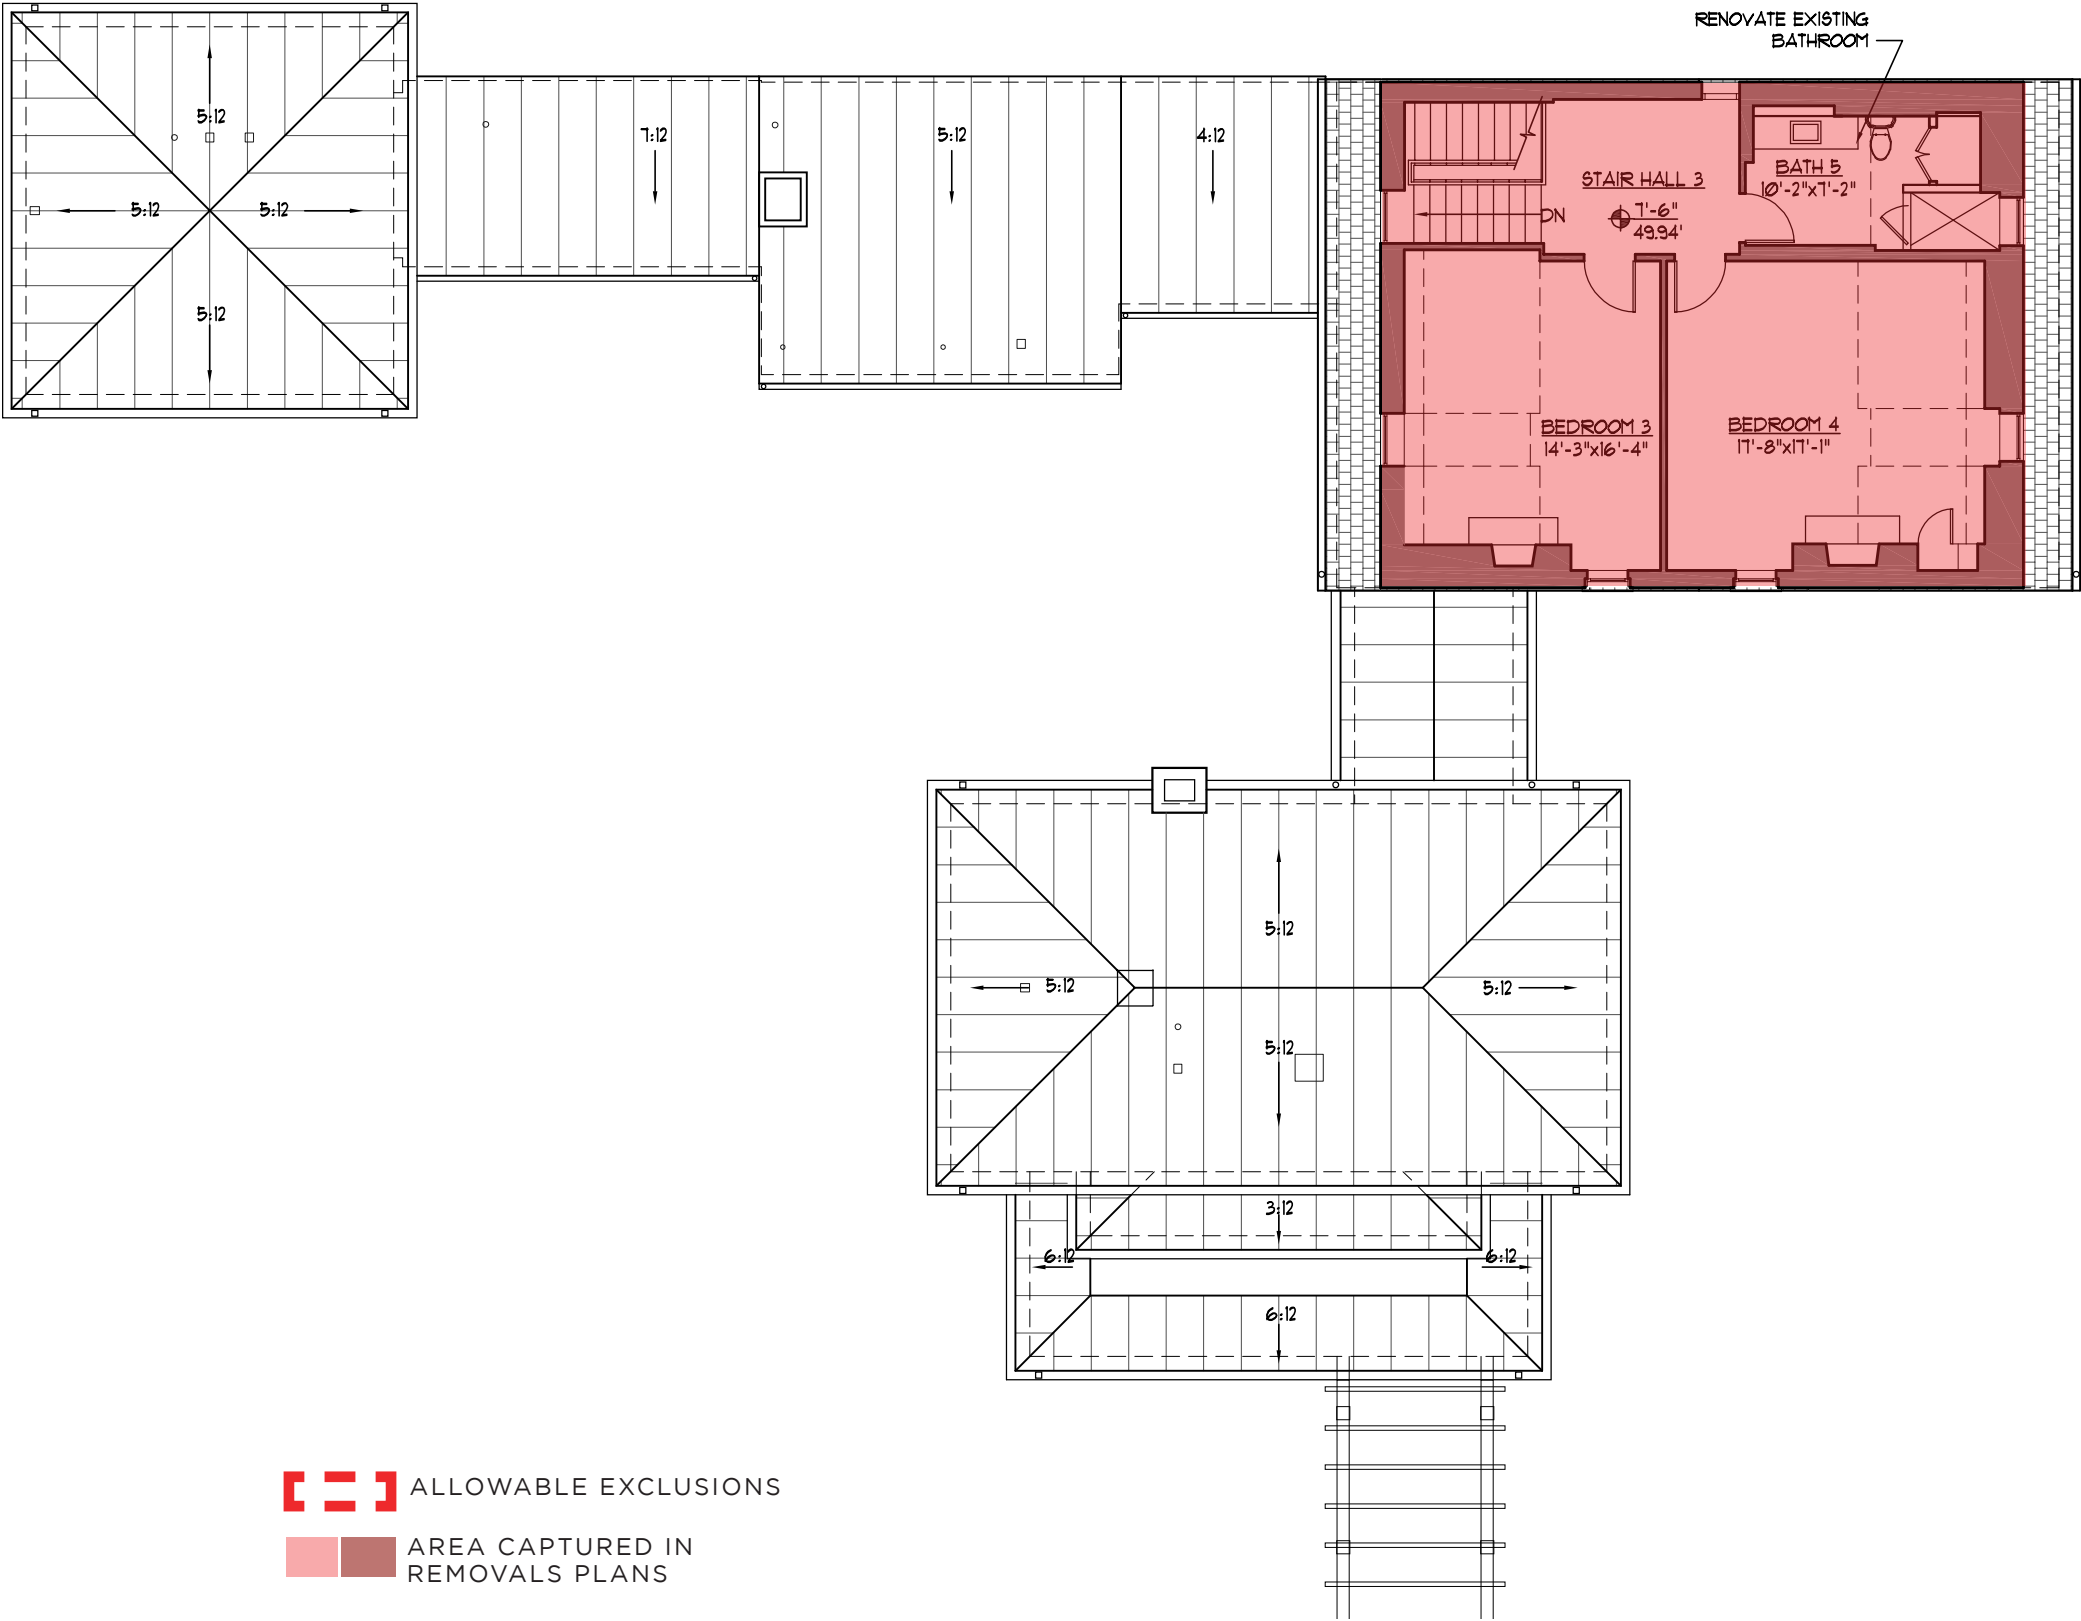 RENOVATE EXISTING
BATHROOM
5:12
5:12
5:12
5:12
7:12
5:12
4:12
STAIR HALL 3
7'-6"
49.94'
DN
BATH 5
10'-2"x7'-2"
BEDROOM 3
14'-3"x16'-4"
BEDROOM 4
17'-8"x17'-1"
5:12
5:12
5:12
5:12
3:12
6:12
6:12
6:12
ALLOWABLE EXCLUSIONS
AREA CAPTURED IN
REMOVALS PLANS